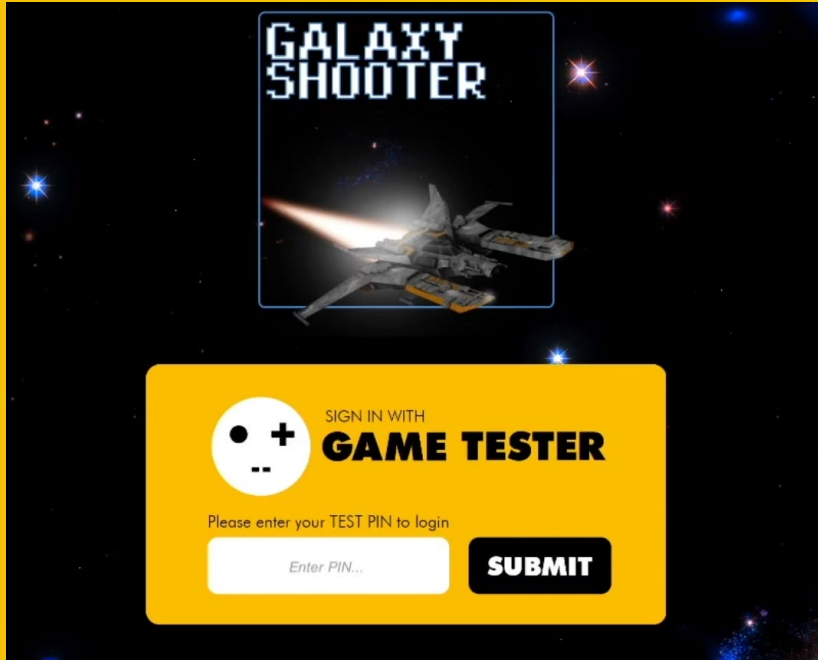 GALAXY
SHOOTER
SIGN IN WITH
GAME TESTER
Please enter your TEST PIN to login
Enter PIN...
SUBMIT